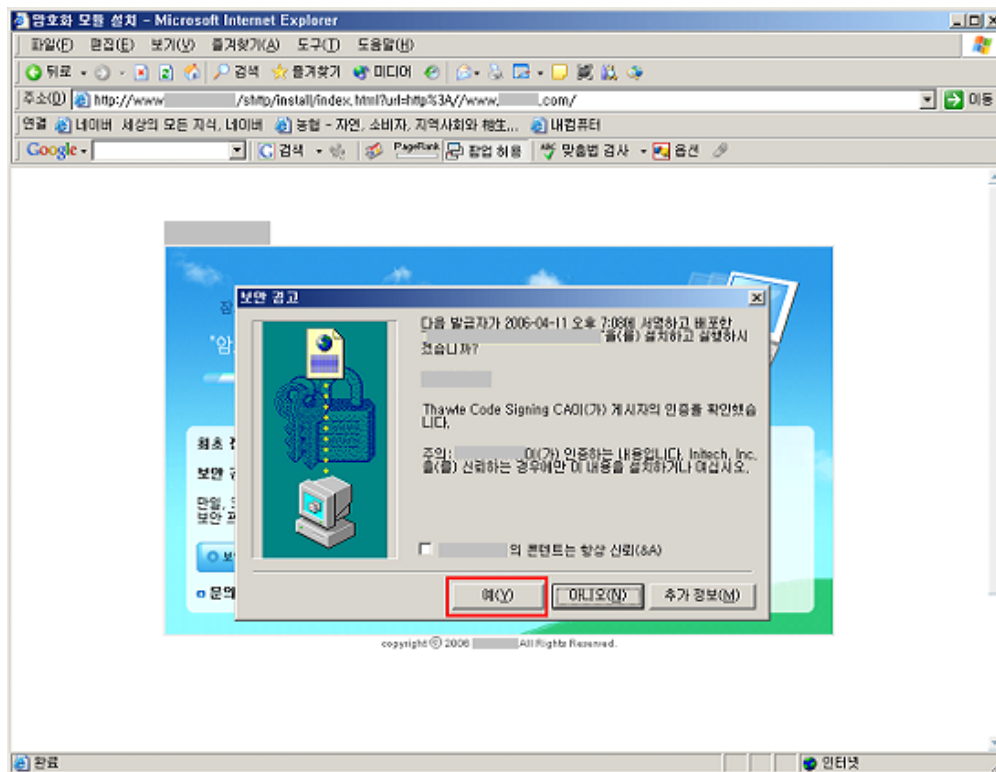 암호화 모듈 설치 - Microsoft Internet Explorer
파일(F) 편집(E) 보기(V) 즐겨찾기(A) 도구(T) 도움말(H)
뒤로 검색 즐겨찾기 미디어
주소(D) http://www /shttp/install/index.html?url=http%3A//www. .com/ 이동
연결 네이버 세상의 모든 지식, 네이버 농협 - 자연, 소비자, 지역사회와 相生... 내컴퓨터
Google 검색 PageRank 팝업 허용 맞춤법 검사 옵션
보안 경고
다음 발급자가 2006-04-11 오후 7:08에 서명하고 배포한
"을(를) 설치하고 실행하시
겠습니까?
Thawte Code Signing CA이(가) 게시자의 인증을 확인했습
니다.
주의: 이(가) 인증하는 내용입니다. Initech, Inc.
을(를) 신뢰하는 경우에만 이 내용을 설치하거나 여십시오.
의 콘텐트는 항상 신뢰(&A)
예(Y) 아니오(N) 추가 정보(M)
"암
최초
보안
단일,
보안
문의
copyright ⓒ 2006 All Rights Reserved.
완료 인터넷